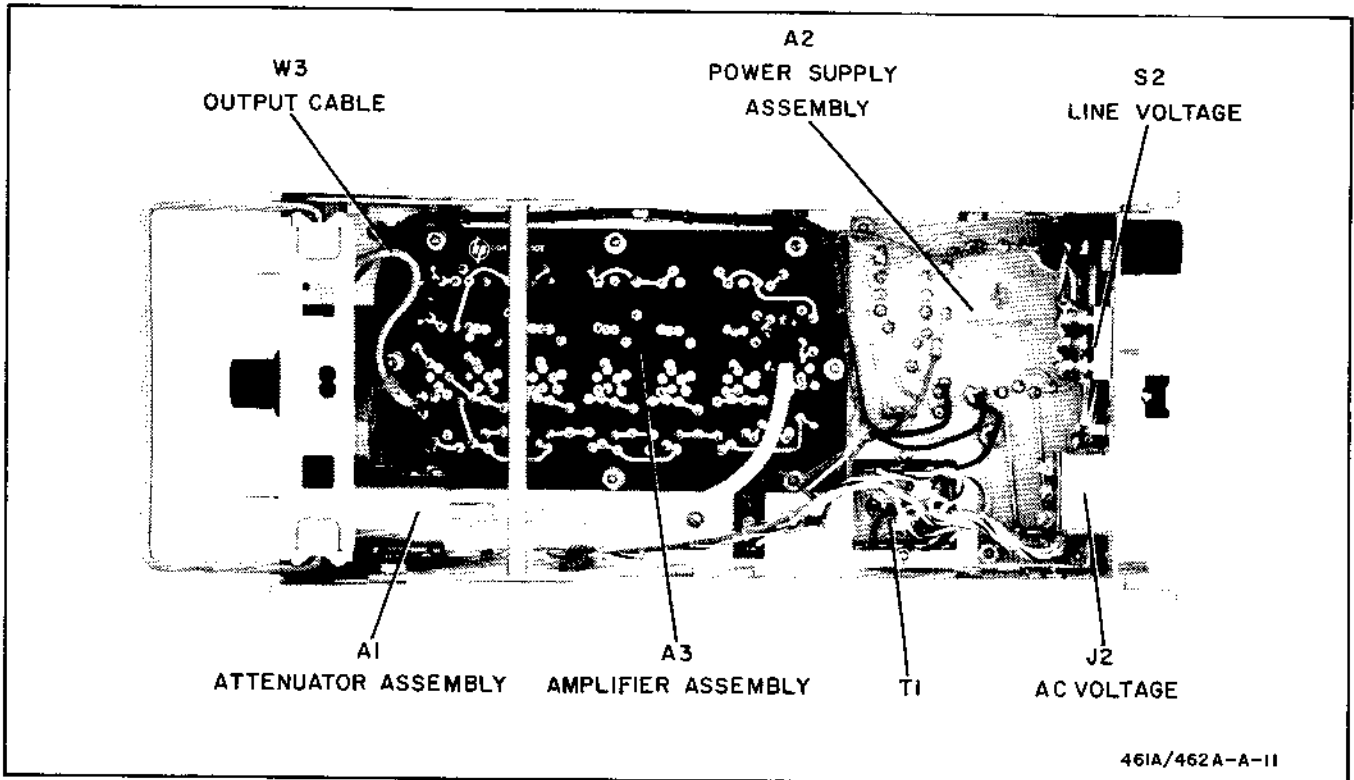 A2
POWER SUPPLY
ASSEMBLY
W3
OUTPUT CABLE
S2
LINE VOLTAGE
hp
A1
ATTENUATOR ASSEMBLY
A3
AMPLIFIER ASSEMBLY
T1
J2
AC VOLTAGE
461A/462A-A-11